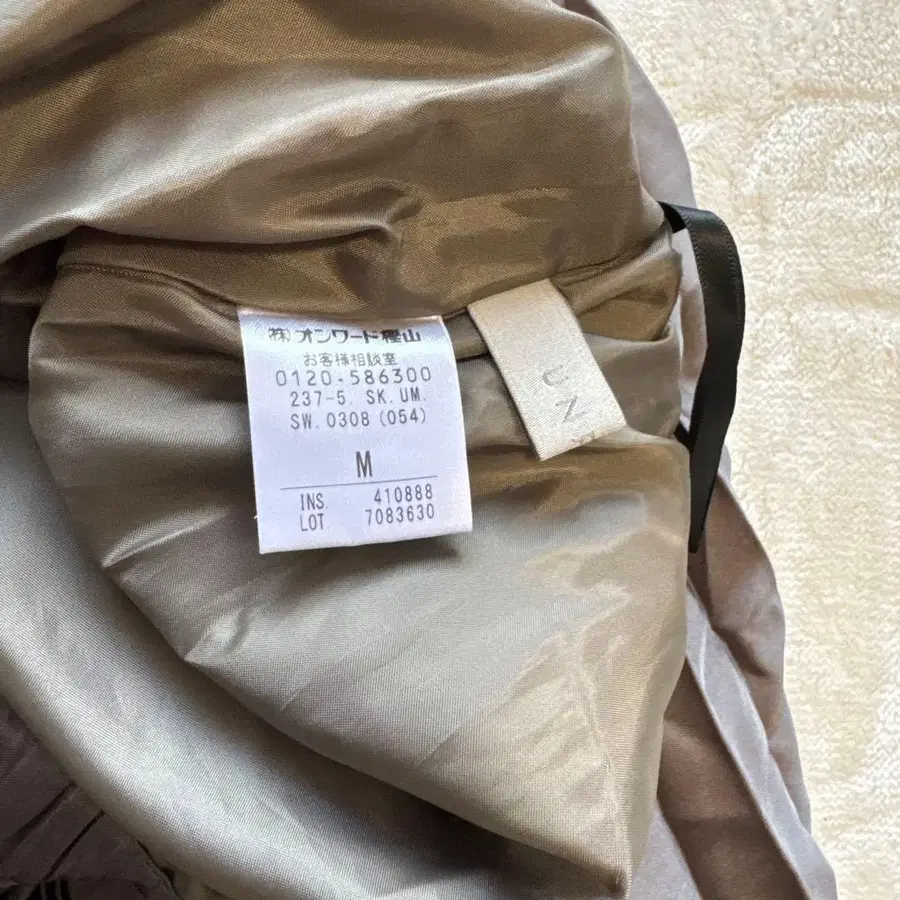 (株)オンワード樫山
お客様相談室
0120-586300
237-5. SK. UM.
SW. 0308 (054)
M
INS. 410888
LOT 7083630
UN